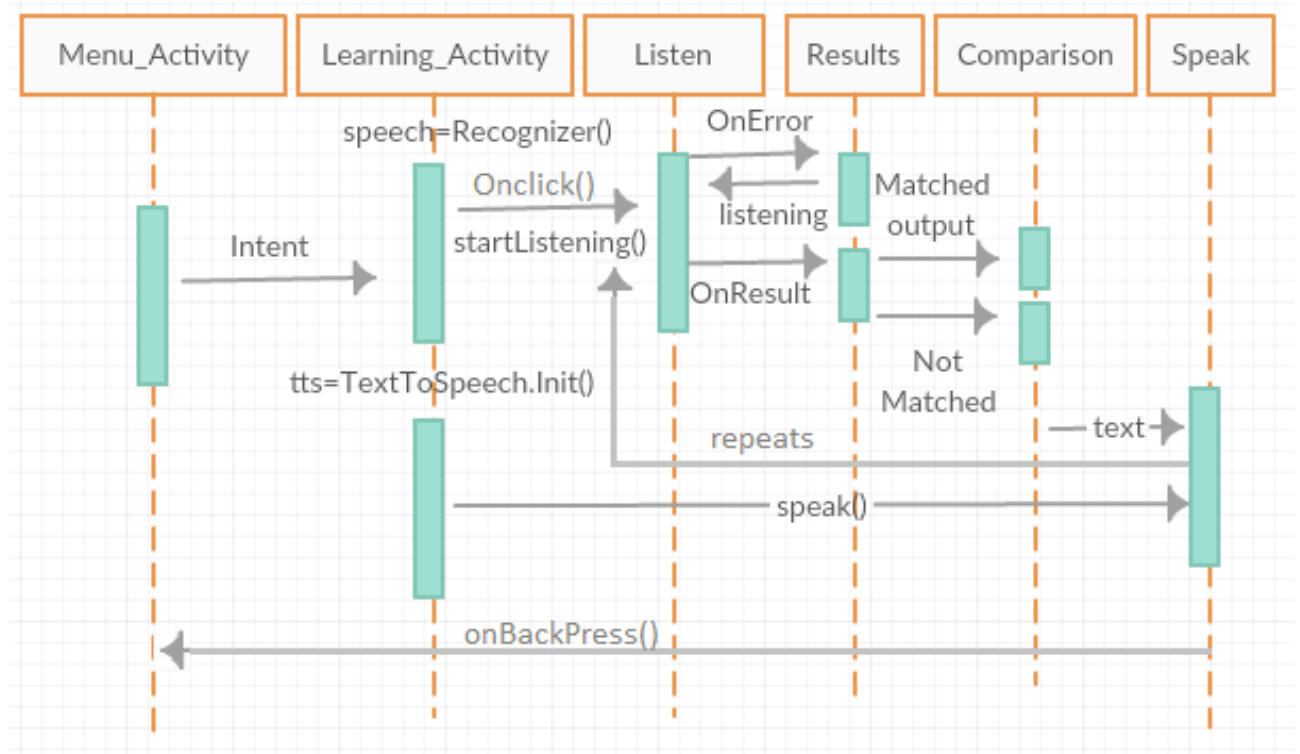 Menu_Activity
Learning_Activity
Listen
Results
Comparison
Speak
speech=Recognizer()
OnError
Onclick()
Matched
output
listening
startListening()
Intent
OnResult
Not
Matched
tts=TextToSpeech.Init()
text
repeats
speak()
onBackPress()